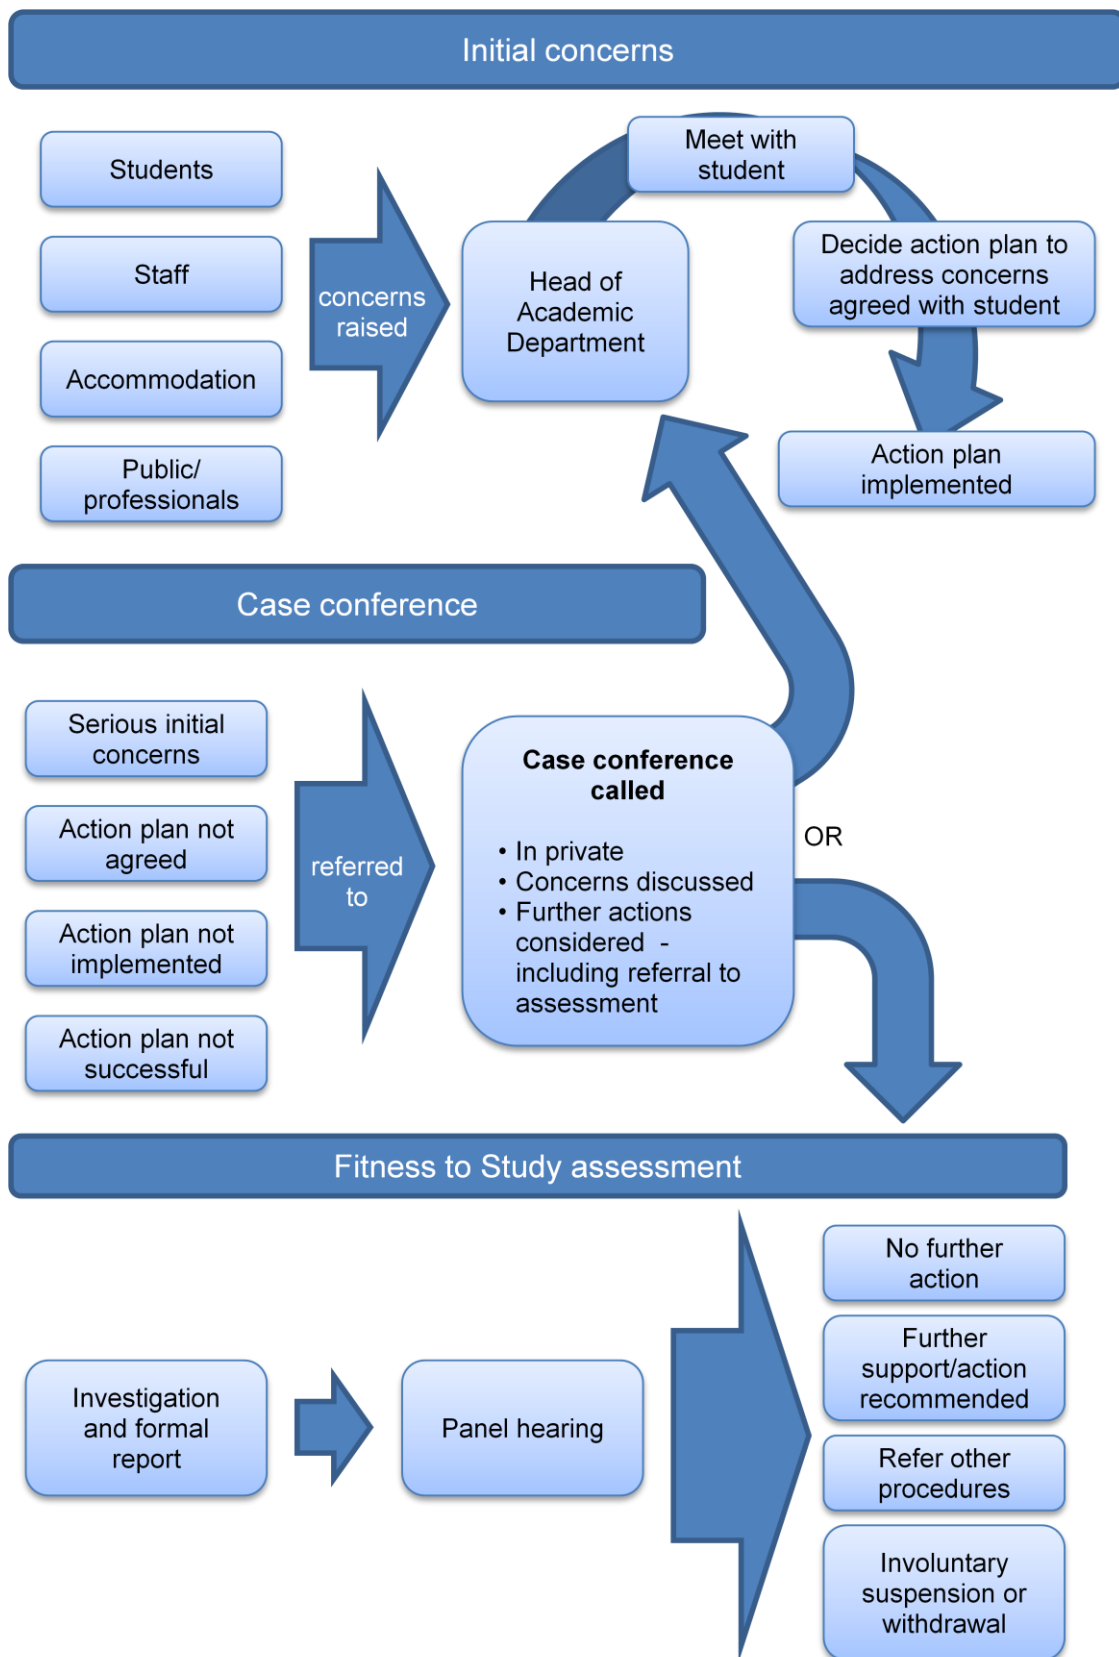 Initial concerns
Students
Staff
Accommodation
Public/
professionals
concerns
raised
Head of
Academic
Department
Meet with
student
Decide action plan to
address concerns
agreed with student
Action plan
implemented
Case conference
Serious initial
concerns
Action plan not
agreed
Action plan not
implemented
Action plan not
successful
referred
to
Case conference
called
• In private
• Concerns discussed
• Further actions
considered -
including referral to
assessment
OR
Fitness to Study assessment
Investigation
and formal
report
Panel hearing
No further
action
Further
support/action
recommended
Refer other
procedures
Involuntary
suspension or
withdrawal